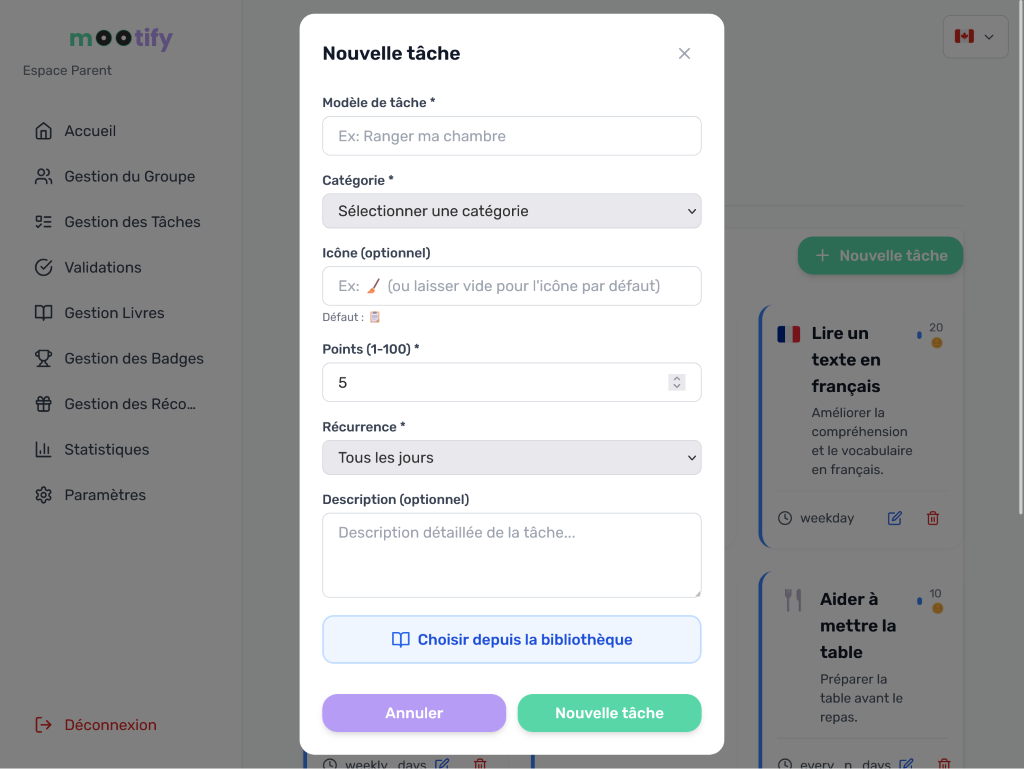 mootify
Espace Parent
Accueil
Gestion du Groupe
Gestion des Tâches
Validations
Gestion Livres
Gestion des Badges
Gestion des Réco...
Statistiques
Paramètres
Déconnexion
Nouvelle tâche
Modèle de tâche *
Ex: Ranger ma chambre
Catégorie *
Sélectionner une catégorie
Icône (optionnel)
Ex: 🖌️ (ou laisser vide pour l'icône par défaut)
Défaut : 📋
Points (1-100) *
5
Récurrence *
Tous les jours
Description (optionnel)
Description détaillée de la tâche...
Choisir depuis la bibliothèque
Annuler
Nouvelle tâche
Nouvelle tâche
Lire un
texte en
français
20
Améliorer la
compréhension
et le vocabulaire
en français.
weekday
Aider à
mettre la
table
10
Préparer la
table avant le
repas.
weekly_days
every_n_days